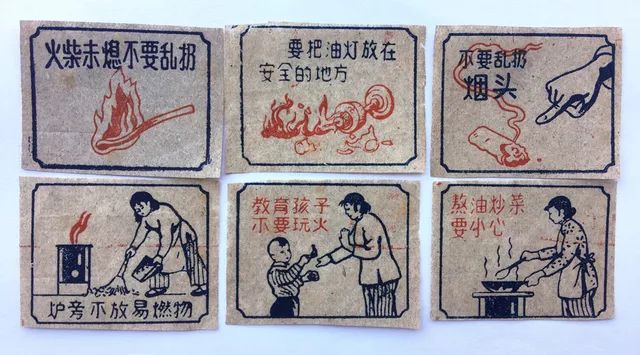 火柴未熄不要乱扔
要把油灯放在
安全的地方
不要乱扔
烟头
炉旁不放易燃物
教育孩子
不要玩火
熬油炒菜
要小心